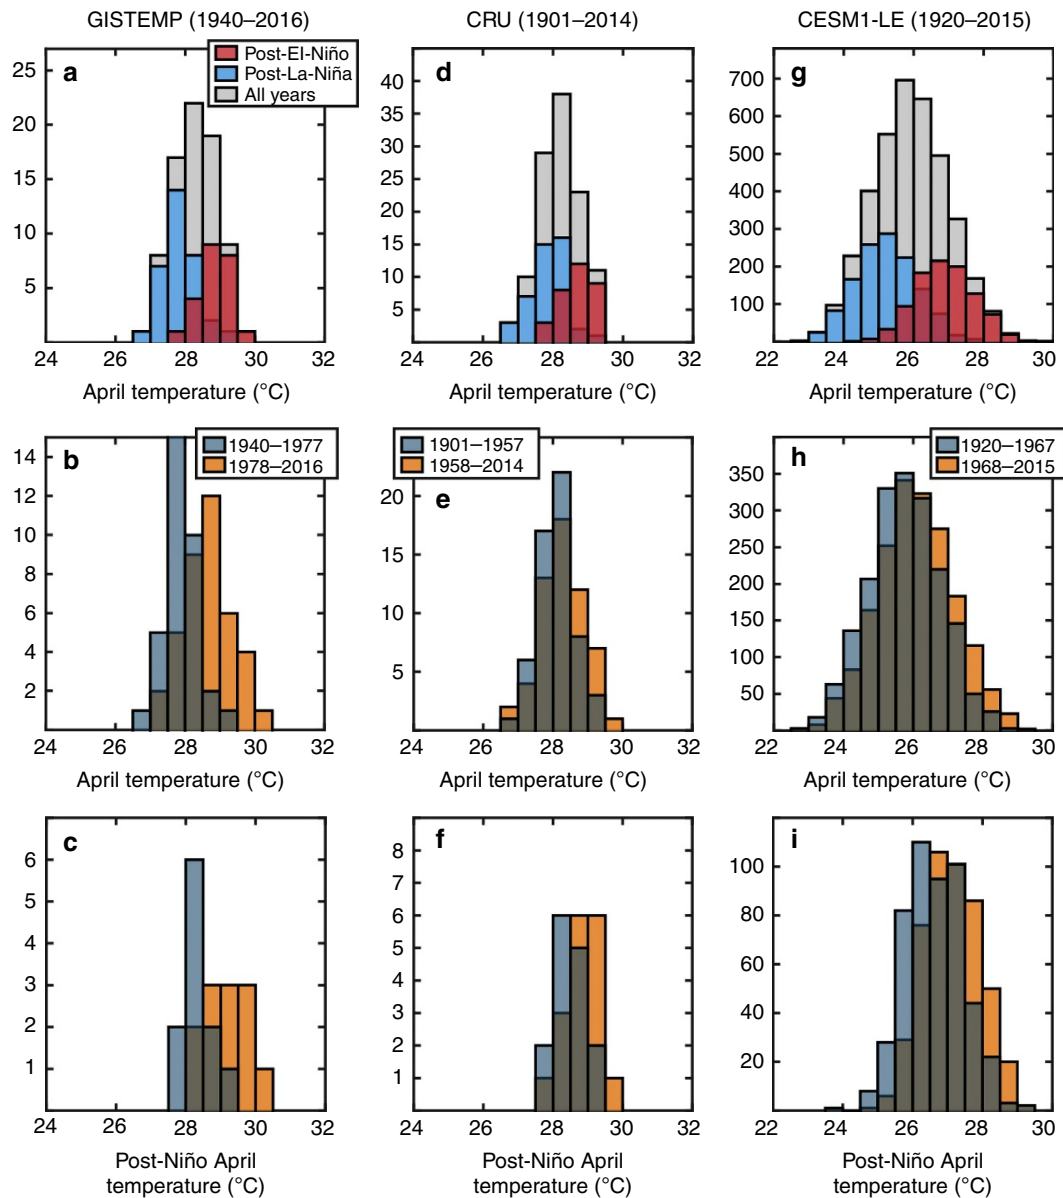 GISTEMP (1940–2016)
CRU (1901–2014)
CESM1-LE (1920–2015)
a
Post-El-Niño
Post-La-Niña
All years
25
20
15
10
5
24 26 28 30 32
April temperature (°C)
d
40
35
30
25
20
15
10
5
24 26 28 30 32
April temperature (°C)
g
700
600
500
400
300
200
100
22 24 26 28 30
April temperature (°C)
b
1940–1977
1978–2016
14
12
10
8
6
4
2
24 26 28 30 32
April temperature (°C)
1901–1957
1958–2014
e
20
15
10
5
24 26 28 30 32
April temperature (°C)
h
1920–1967
1968–2015
350
300
250
200
150
100
50
22 24 26 28 30
April temperature (°C)
c
6
5
4
3
2
1
24 26 28 30 32
Post-Niño April
temperature (°C)
f
8
7
6
5
4
3
2
1
24 26 28 30 32
Post-Niño April
temperature (°C)
i
100
80
60
40
20
22 24 26 28 30
Post-Niño April
temperature (°C)